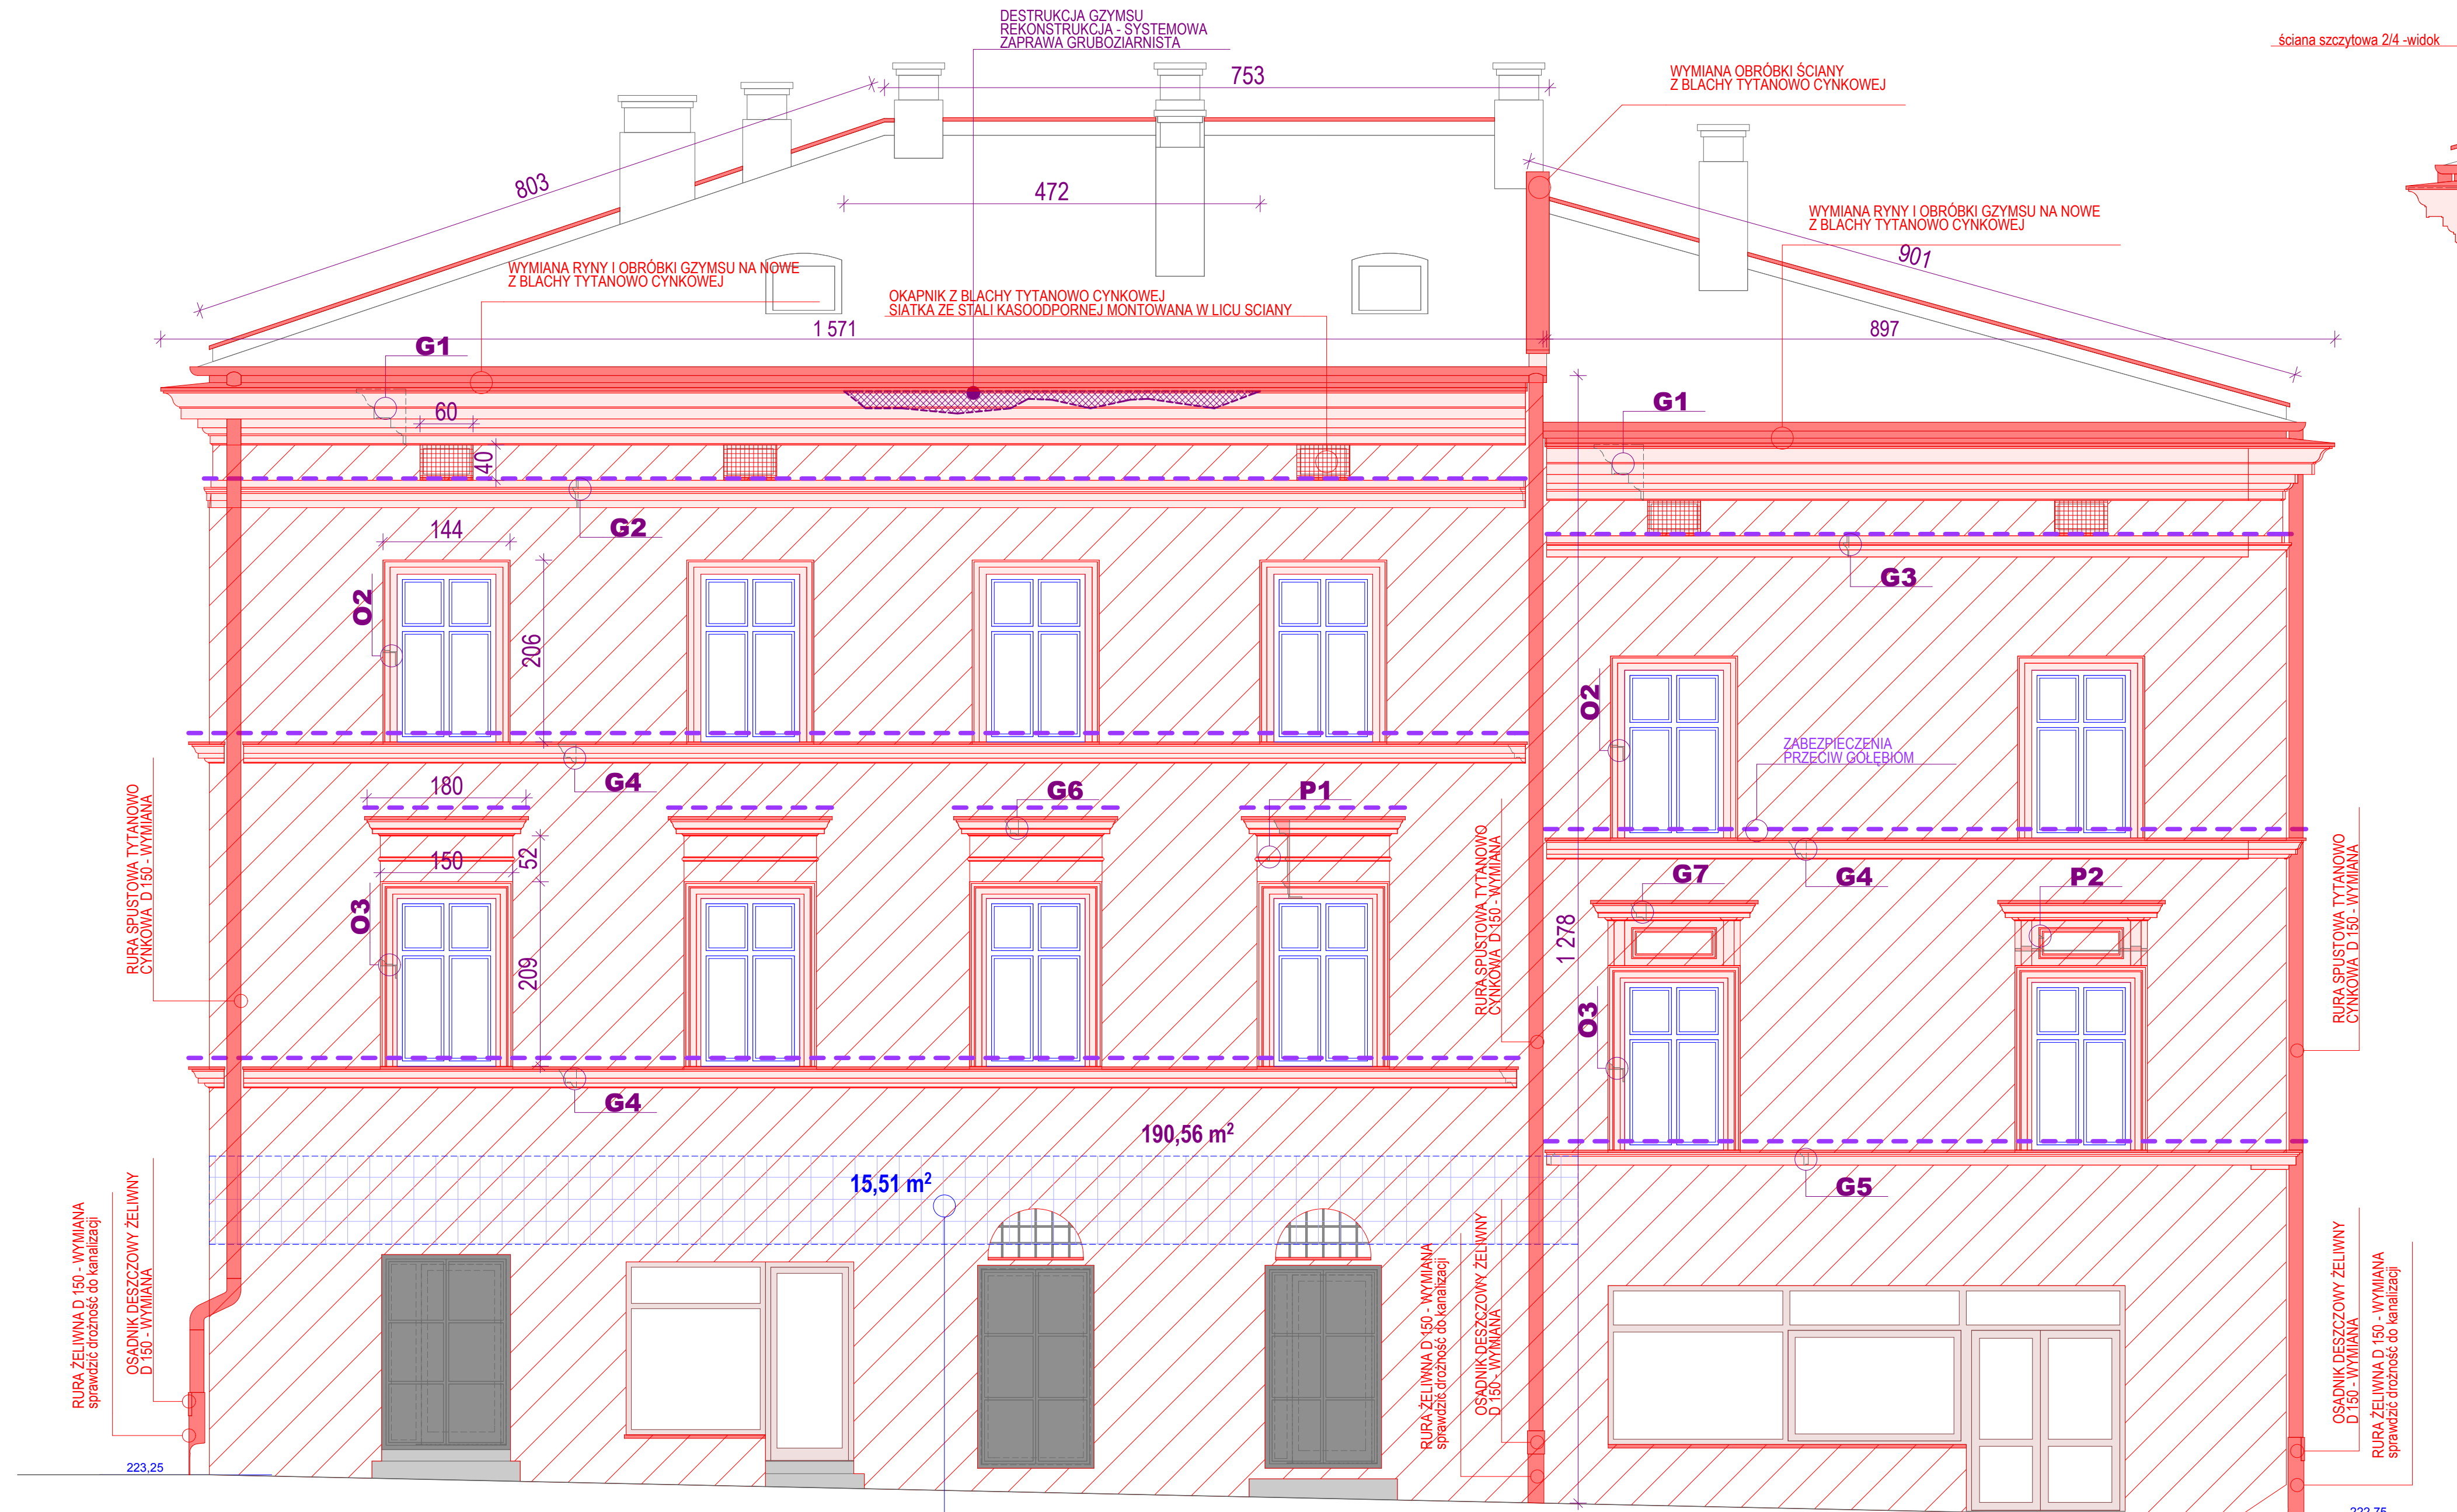 DESTRUKCJA GZYMSU
REKONSTRUKCJA - SYSTEMOWA
ZAPRAWA GRUBOZIARNISTA
ściana szczytowa 2/4 -widok
753
WYMIANA OBRÓBKI ŚCIANY
Z BLACHY TYTANOWO CYNKOWEJ
803
472
WYMIANA RYNY I OBRÓBKI GZYMSU NA NOWE
Z BLACHY TYTANOWO CYNKOWEJ
901
WYMIANA RYNY I OBRÓBKI GZYMSU NA NOWE
Z BLACHY TYTANOWO CYNKOWEJ
OKAPNIK Z BLACHY TYTANOWO CYNKOWEJ
SIATKA ZE STALI KASOODPORNEJ MONTOWANA W LICU SCIANY
1 571
897
G1
G1
60
40
G2
144
G3
O2
206
O2
ZABEZPIECZENIA
PRZECIW GOŁĘBIOM
G4
180
G6
P1
RURA SPUSTOWA TYTANOWO
CYNKOWA D 150 - WYMIANA
150
52
O3
209
RURA SPUSTOWA TYTANOWO
CYNKOWA D 150 - WYMIANA
1 278
G7
G4
P2
O3
RURA SPUSTOWA TYTANOWO
CYNKOWA D 150 - WYMIANA
G4
190,56 m²
15,51 m²
G5
RURA ŻELIWNA D 150 - WYMIANA
sprawdzić drożność do kanalizacji
OSADNIK DESZCZOWY ŻELIWNY
D 150 - WYMIANA
RURA ŻELIWNA D 150 - WYMIANA
sprawdzić drożność do kanalizacji
OSADNIK DESZCZOWY ŻELIWNY
D 150 - WYMIANA
OSADNIK DESZCZOWY ŻELIWNY
D 150 - WYMIANA
RURA ŻELIWNA D 150 - WYMIANA
sprawdzić drożność do kanalizacji
223,25
222,75